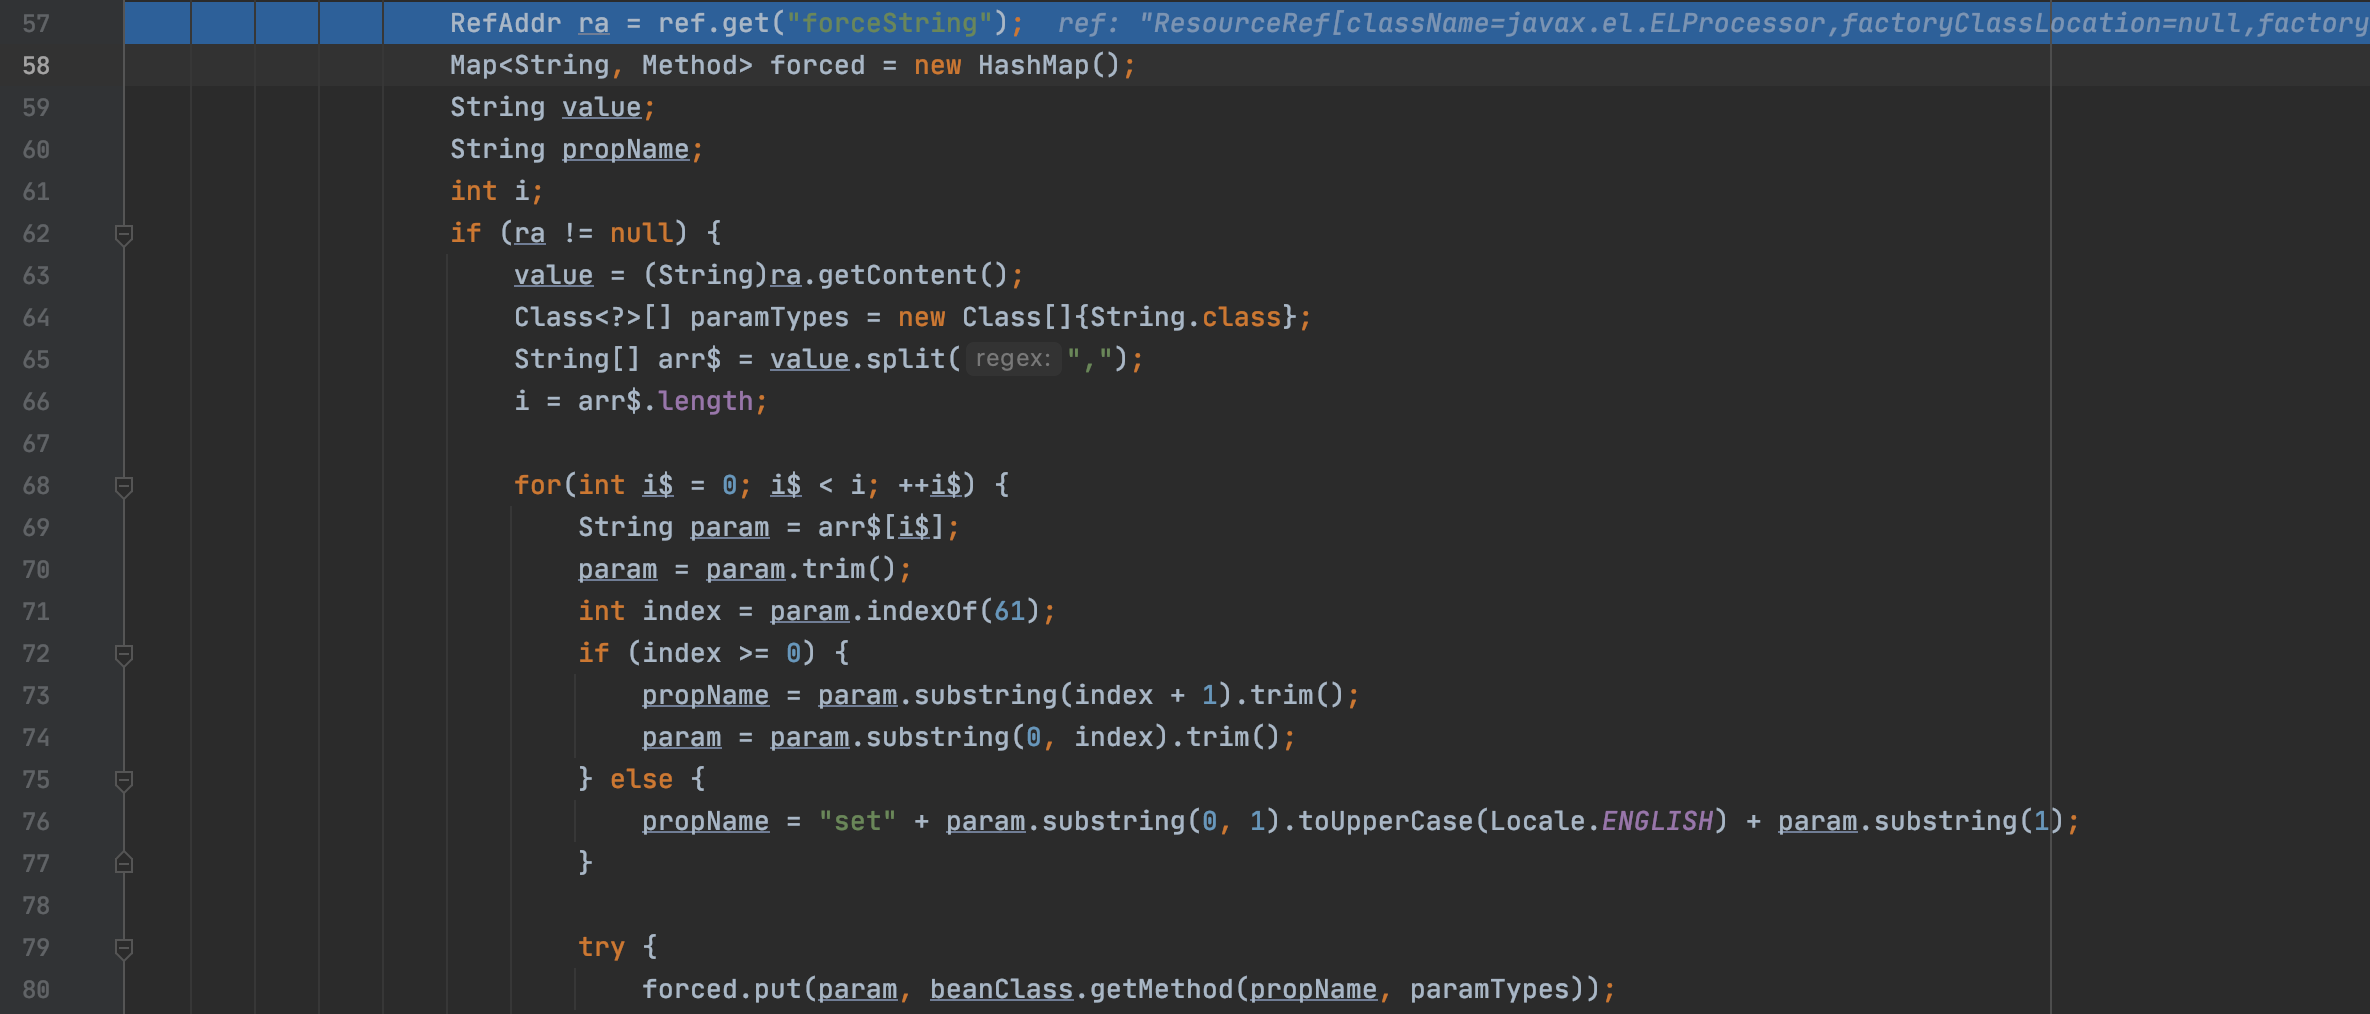 57 RefAddr ra = ref.get("forceString"); ref: "ResourceRef[className=javax.el.ELProcessor,factoryClassLocation=null,factory
58 Map<String, Method> forced = new HashMap();
59 String value;
60 String propName;
61 int i;
62 if (ra != null) {
63 value = (String)ra.getContent();
64 Class<?>[] paramTypes = new Class[]{String.class};
65 String[] arr$ = value.split( regex: ",");
66 i = arr$.length;
67
68 for(int i$ = 0; i$ < i; ++i$) {
69 String param = arr$[i$];
70 param = param.trim();
71 int index = param.indexOf(61);
72 if (index >= 0) {
73 propName = param.substring(index + 1).trim();
74 param = param.substring(0, index).trim();
75 } else {
76 propName = "set" + param.substring(0, 1).toUpperCase(Locale.ENGLISH) + param.substring(1);
77 }
78
79 try {
80 forced.put(param, beanClass.getMethod(propName, paramTypes));